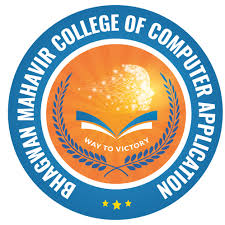 BHAGWAN MAHAVIR COLLEGE OF COMPUTER APPLICATION
WAY TO VICTORY